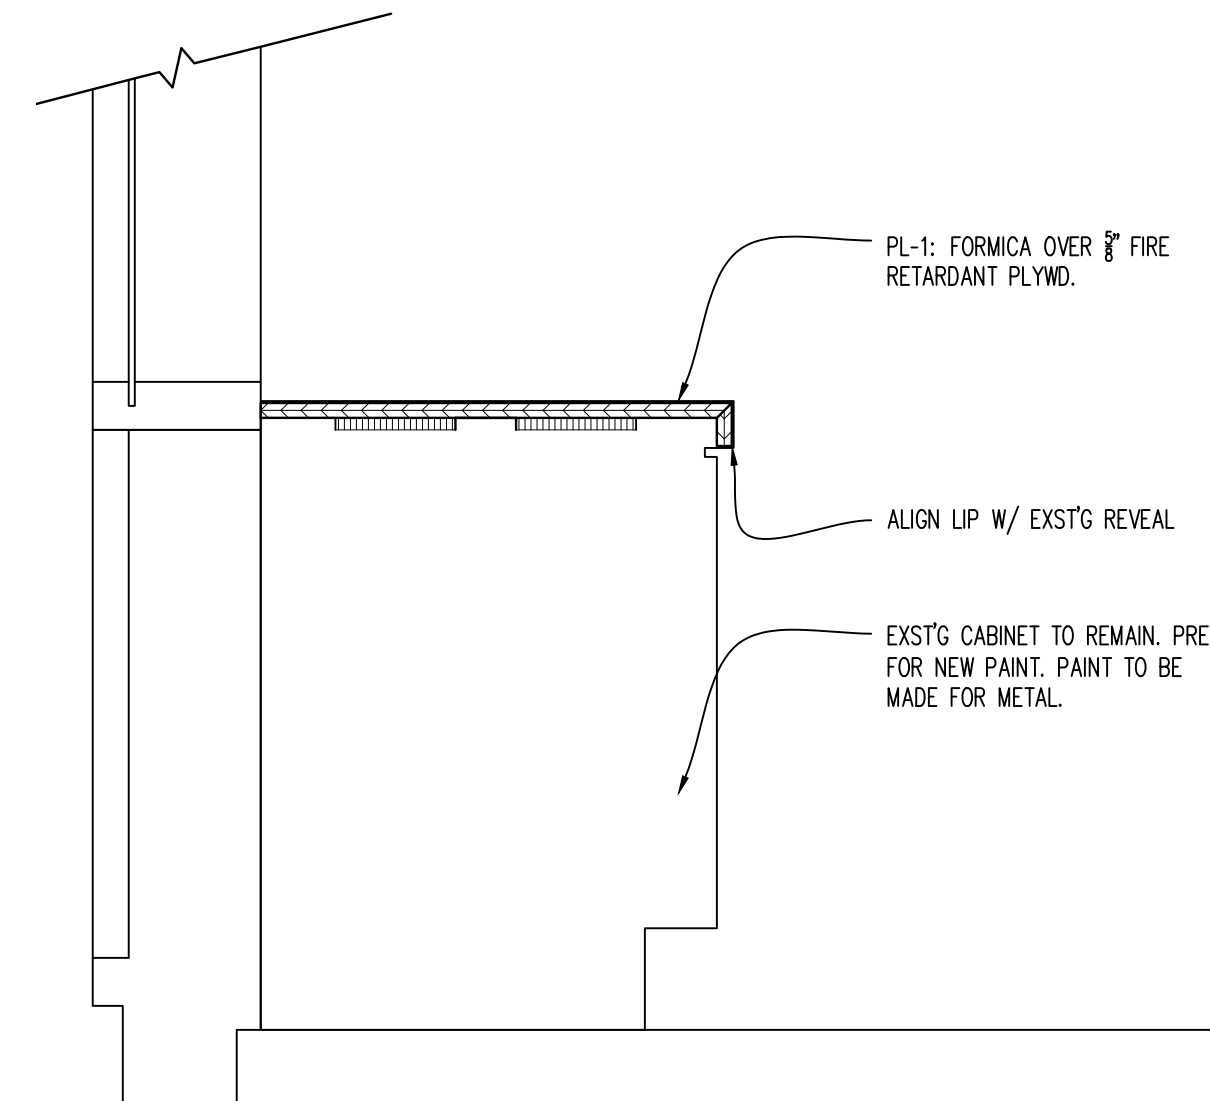 PL-1: FORMICA OVER 5/8" FIRE
RETARDANT PLYWD.
ALIGN LIP W/ EXST'G REVEAL
EXST'G CABINET TO REMAIN. PRE
FOR NEW PAINT. PAINT TO BE
MADE FOR METAL.